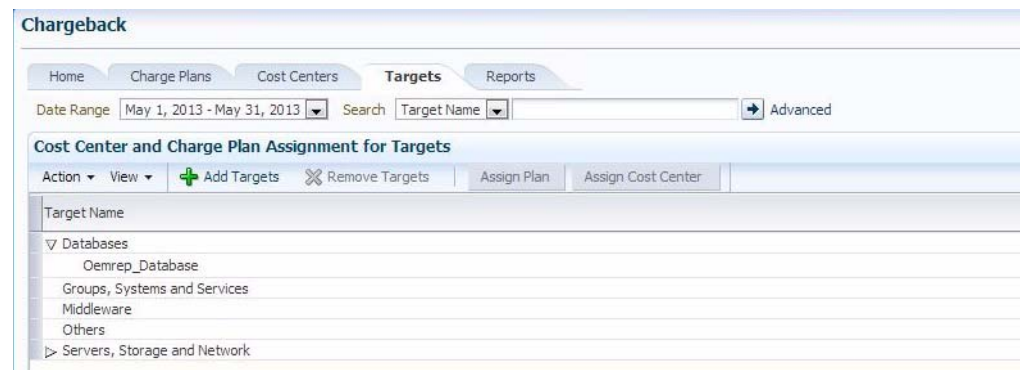 Chargeback
Home Charge Plans Cost Centers Targets Reports
Date Range May 1, 2013 - May 31, 2013 Search Target Name Advanced
Cost Center and Charge Plan Assignment for Targets
Action View Add Targets Remove Targets Assign Plan Assign Cost Center
Target Name
Databases
Oemrep_Database
Groups, Systems and Services
Middleware
Others
Servers, Storage and Network